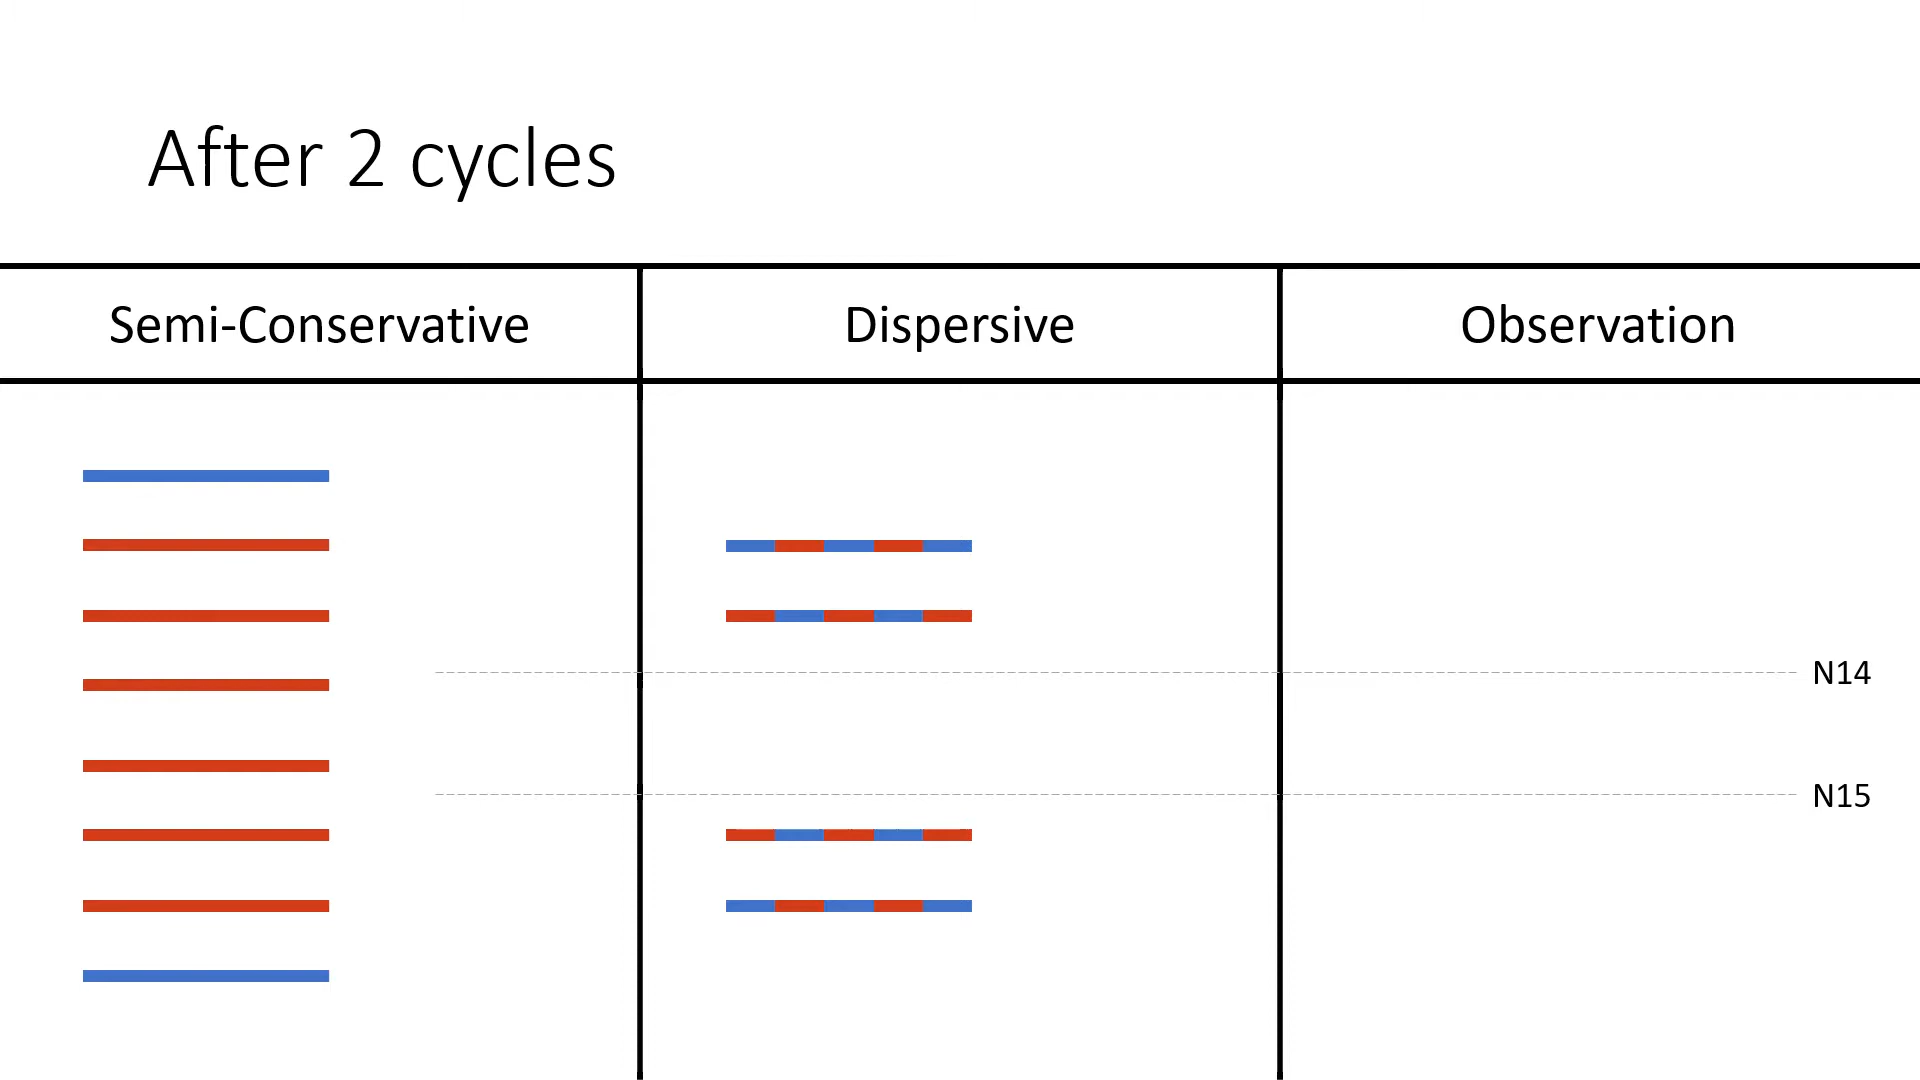 After 2 cycles
Semi-Conservative
Dispersive
Observation
N14
N15